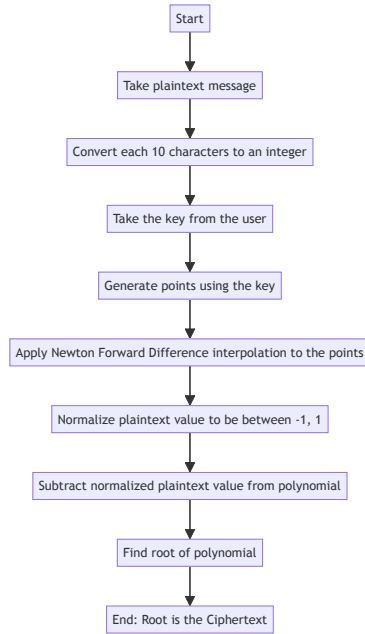 Start
Take plaintext message
Convert each 10 characters to an integer
Take the key from the user
Generate points using the key
Apply Newton Forward Difference interpolation to the points
Normalize plaintext value to be between -1, 1
Subtract normalized plaintext value from polynomial
Find root of polynomial
End: Root is the Ciphertext